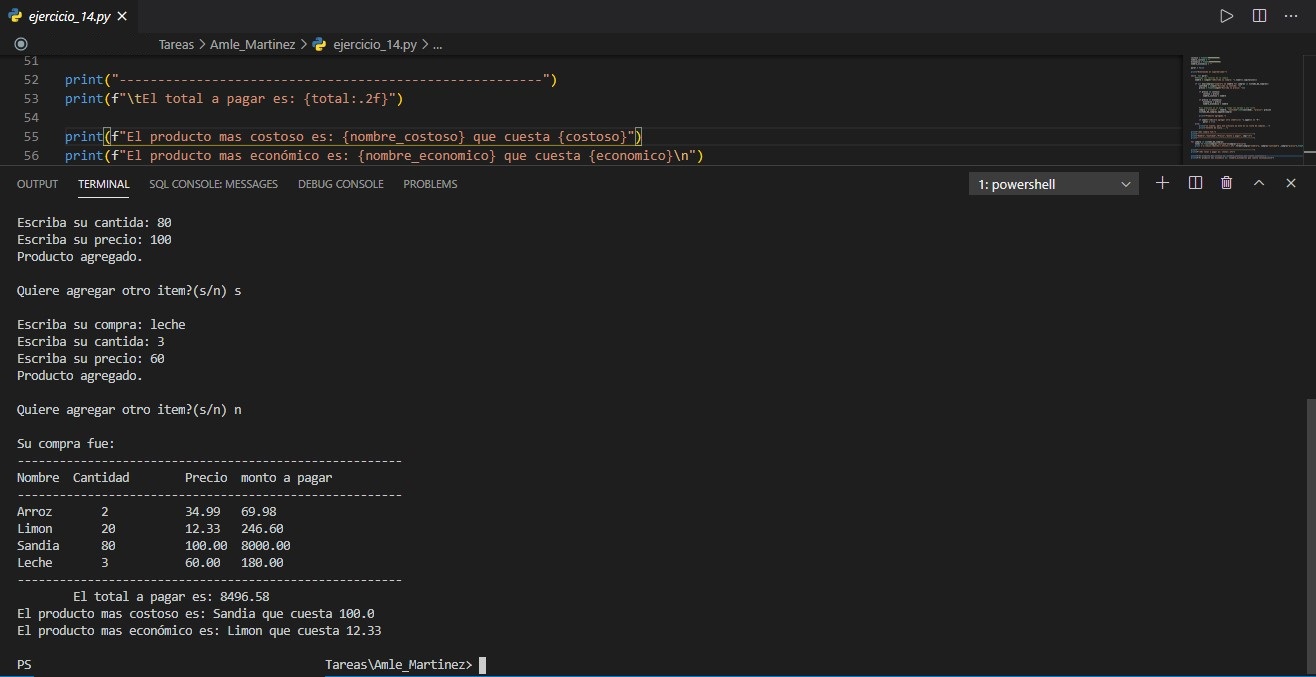 ejercicio_14.py
Tareas > Amle_Martinez > ejercicio_14.py > ...
51
52 print("-------------------------------------------------------")
53 print(f"\tEl total a pagar es: {total:.2f}")
54
55 print(f"El producto mas costoso es: {nombre_costoso} que cuesta {costoso}")
56 print(f"El producto mas económico es: {nombre_economico} que cuesta {economico}\n")
OUTPUT TERMINAL SQL CONSOLE: MESSAGES DEBUG CONSOLE PROBLEMS 1: powershell
Escriba su cantida: 80
Escriba su precio: 100
Producto agregado.
Quiere agregar otro item?(s/n) s
Escriba su compra: leche
Escriba su cantida: 3
Escriba su precio: 60
Producto agregado.
Quiere agregar otro item?(s/n) n
Su compra fue:
-------------------------------------------------------
Nombre Cantidad Precio monto a pagar
-------------------------------------------------------
Arroz 2 34.99 69.98
Limon 20 12.33 246.60
Sandia 80 100.00 8000.00
Leche 3 60.00 180.00
-------------------------------------------------------
El total a pagar es: 8496.58
El producto mas costoso es: Sandia que cuesta 100.0
El producto mas económico es: Limon que cuesta 12.33
PS Tareas\Amle_Martinez>